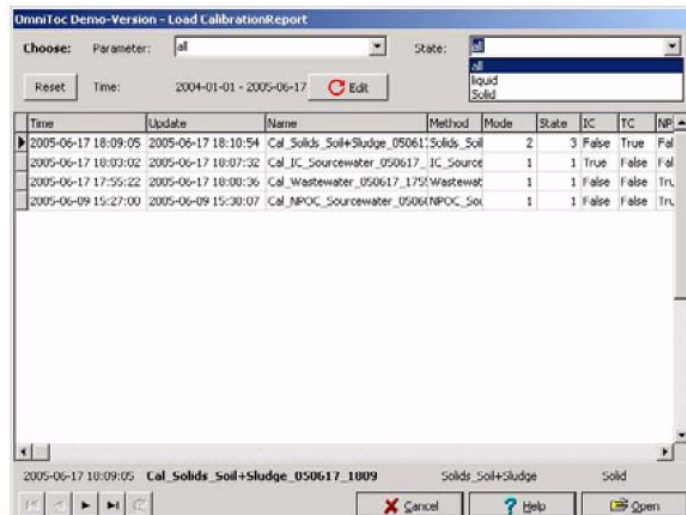 OmniToc Demo-Version - Load CalibrationReport
Choose: Parameter: all State: all
all
liquid
Solid
Reset Time: 2004-01-01 - 2005-06-17 Edit
Time Update Name Method Mode State IC TC NP
2005-06-17 18:09:05 2005-06-17 18:10:54 Cal_Solids_Soil+Sludge_05061 Solids_Soil 2 3 False True Fal
2005-06-17 18:03:02 2005-06-17 18:07:32 Cal_IC_Sourcewater_050617_ IC_Source 1 1 True False Fal
2005-06-17 17:55:22 2005-06-17 18:00:36 Cal_Wastewater_050617_175 Wastewat 1 1 False False Tru
2005-06-09 15:27:00 2005-06-09 15:30:07 Cal_NPOC_Sourcewater_0506 NPOC_Sou 1 1 False False Tru
2005-06-17 18:09:05 Cal_Solids_Soil+Sludge_050617_1809 Solids_Soil+Sludge Solid
Cancel Help Open